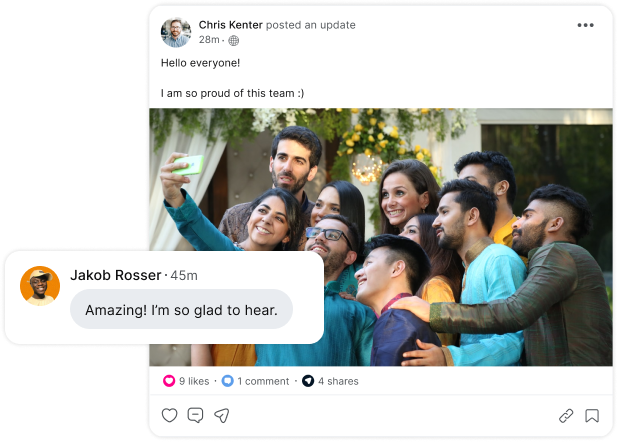 Chris Kenter posted an update
28m ·
Hello everyone!
I am so proud of this team :)
Jakob Rosser · 45m
Amazing! I’m so glad to hear.
9 likes · 1 comment · 4 shares